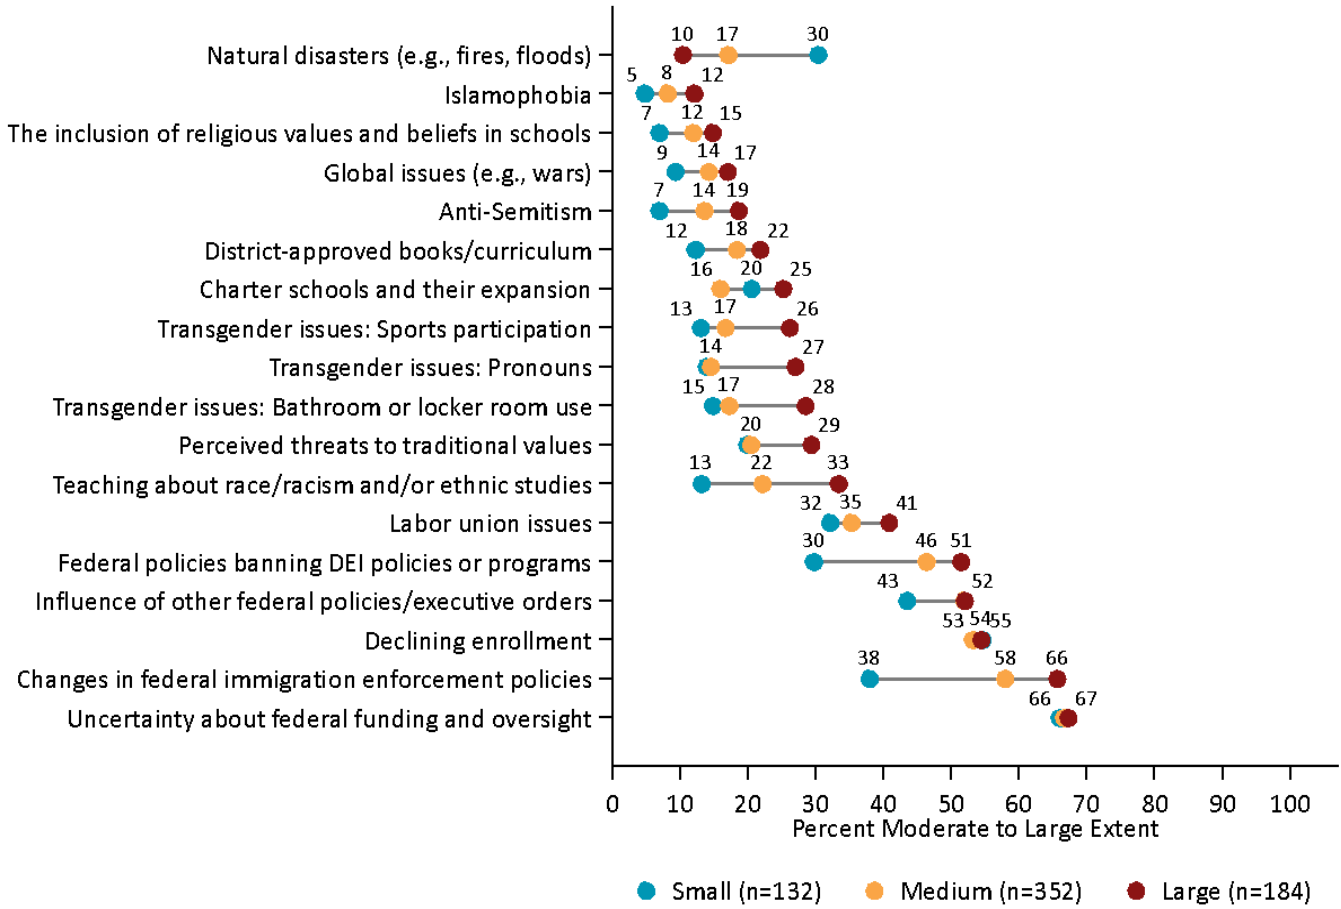 10 17 30
Natural disasters (e.g., fires, floods)
5 8 12
Islamophobia
7 12 15
The inclusion of religious values and beliefs in schools
9 14 17
Global issues (e.g., wars)
7 14 19
Anti-Semitism
12 18 22
District-approved books/curriculum
16 20 25
Charter schools and their expansion
13 17 26
Transgender issues: Sports participation
14 27
Transgender issues: Pronouns
15 17 28
Transgender issues: Bathroom or locker room use
20 29
Perceived threats to traditional values
13 22 33
Teaching about race/racism and/or ethnic studies
32 35 41
Labor union issues
30 46 51
Federal policies banning DEI policies or programs
43 52
Influence of other federal policies/executive orders
53 54 55
Declining enrollment
38 58 66
Changes in federal immigration enforcement policies
66 67
Uncertainty about federal funding and oversight
0 10 20 30 40 50 60 70 80 90 100
Percent Moderate to Large Extent
Small (n=132) Medium (n=352) Large (n=184)